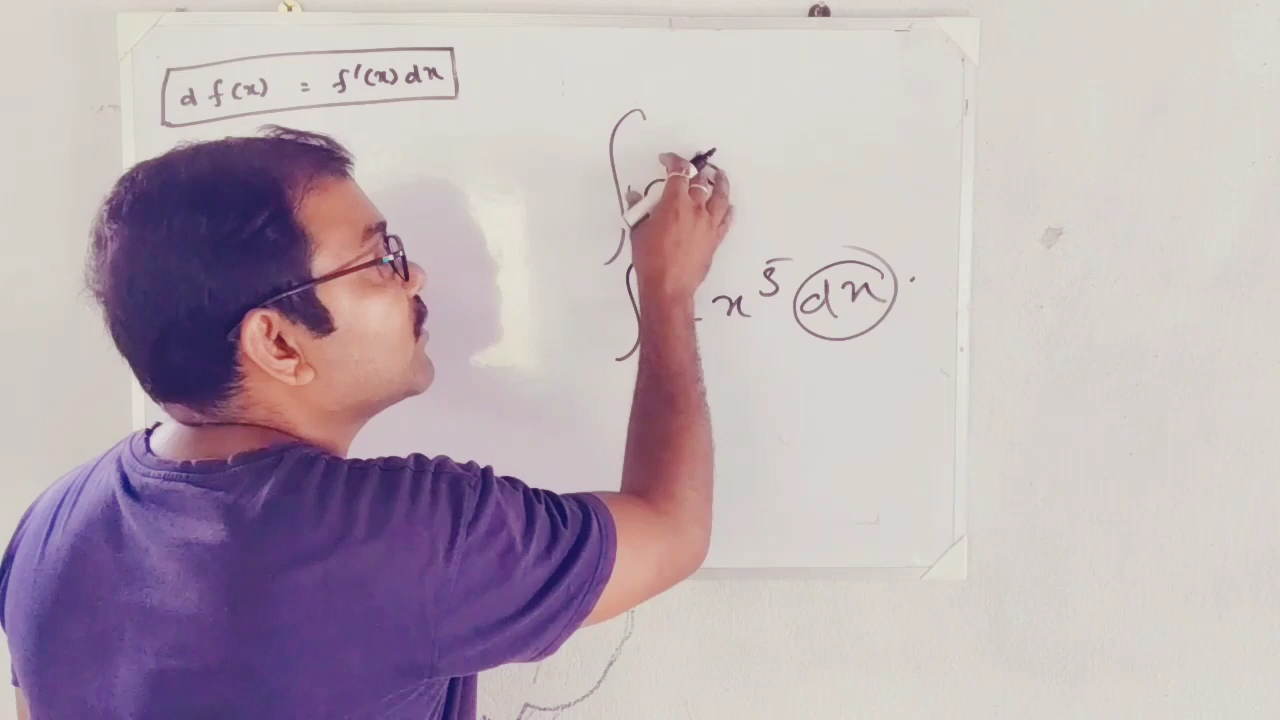 d f(x) = f'(x) dx
∫
∫ x⁵ dx